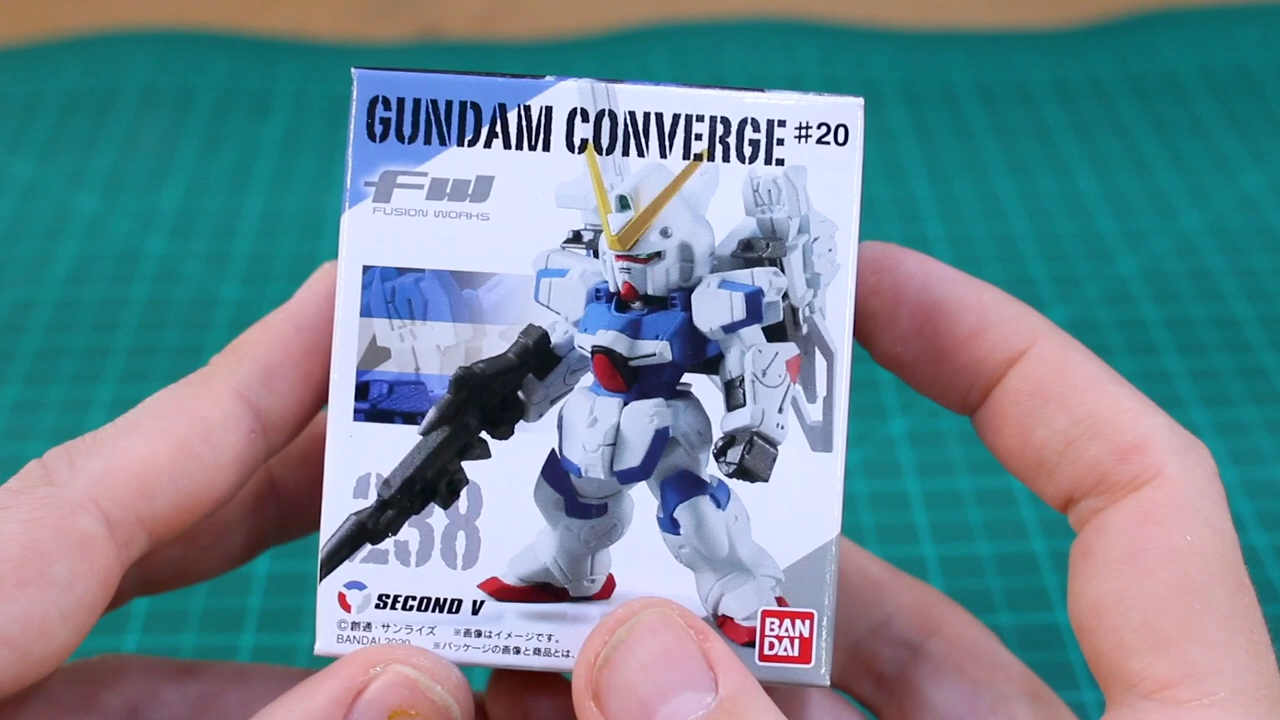 GUNDAM CONVERGE #20
FW
FUSION WORKS
238
SECOND V
©創通・サンライズ ※画像はイメージです。
BANDAI 2020 ※パッケージの画像と商品とは、
BAN
DAI